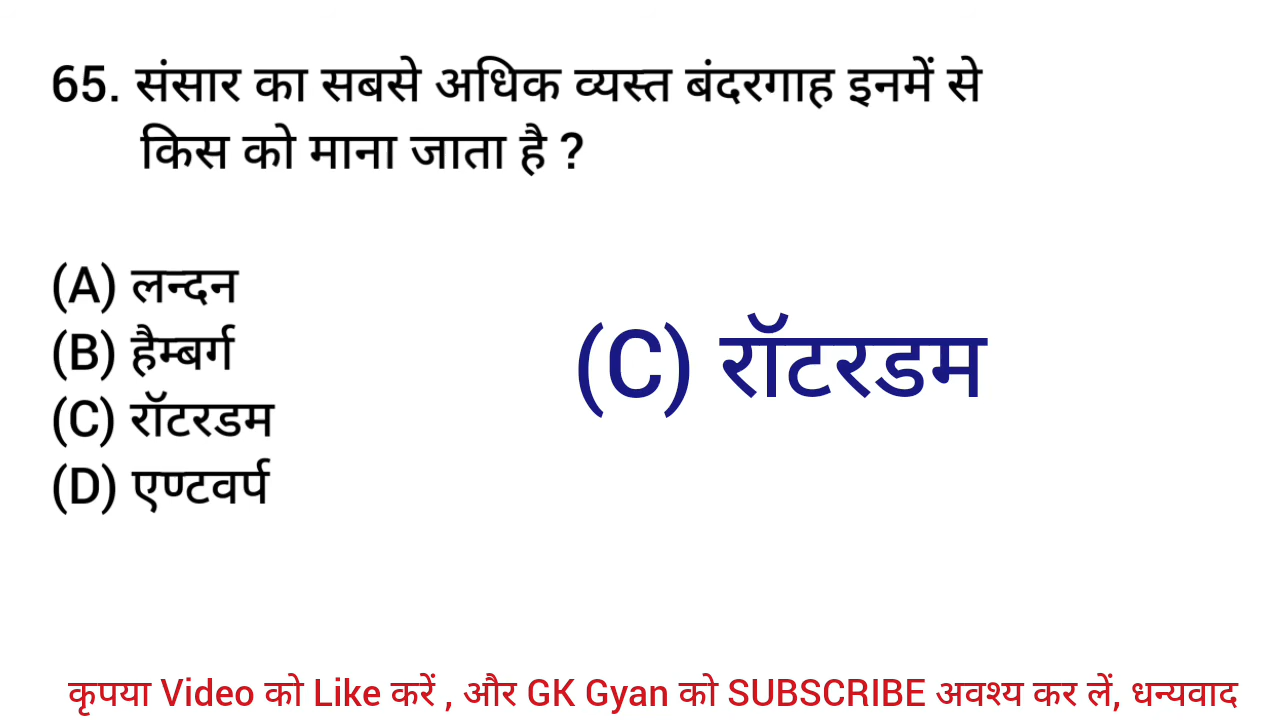 65. संसार का सबसे अधिक व्यस्त बंदरगाह इनमें से
किस को माना जाता है ?
(A) लन्दन
(B) हैम्बर्ग
(C) रॉटरडम
(D) एण्टवर्प
(C) रॉटरडम
कृपया Video को Like करें , और GK Gyan को SUBSCRIBE अवश्य कर लें, धन्यवाद